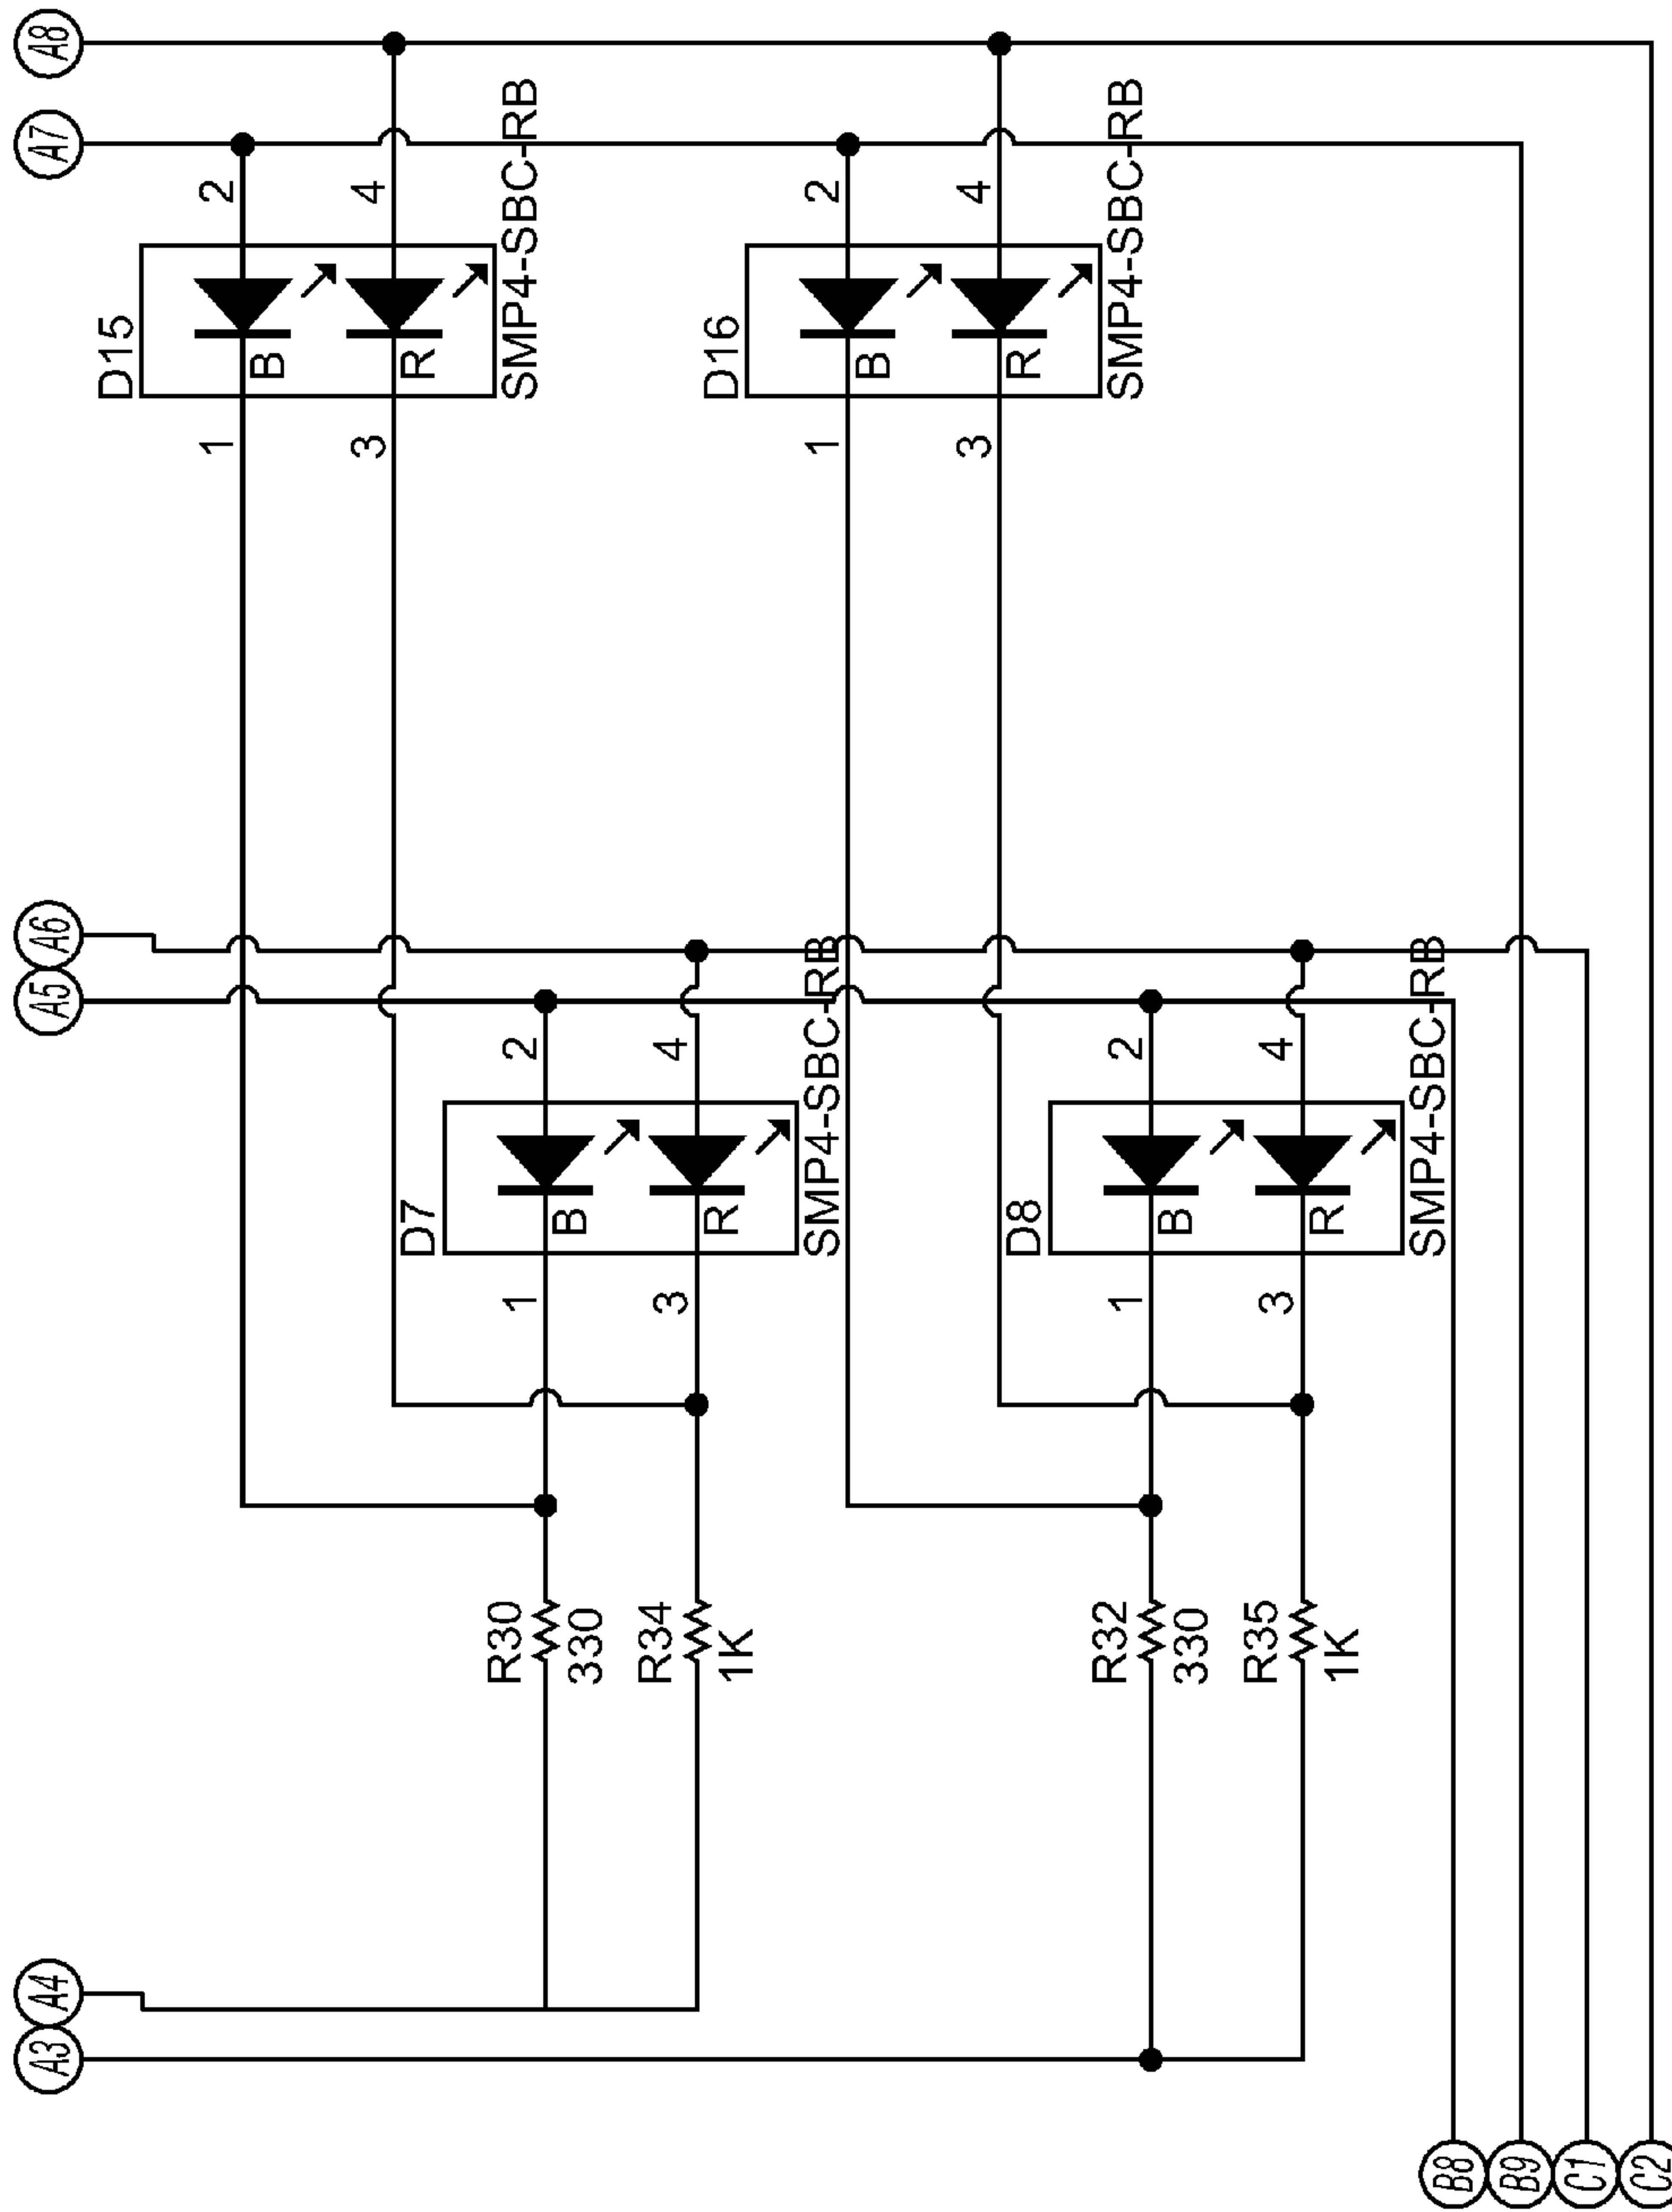 A8
A7
2
4
D15
B
R
SMP4-SBC-RB
1
3
2
4
D16
B
R
SMP4-SBC-RB
1
3
A6
A5
2
4
D7
B
R
SMP4-SBC-RB
1
3
2
4
D8
B
R
SMP4-SBC-RB
1
3
R30
330
R34
1K
R32
330
R35
1K
A4
A3
B8
B9
C1
C2